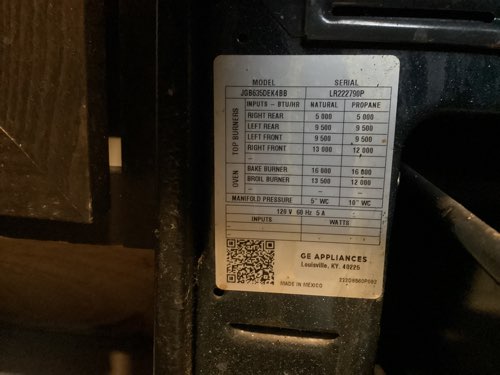 MODEL SERIAL
JGB635DEK4BB LR222790P
TOP BURNERS INPUTS - BTU/HR NATURAL PROPANE
RIGHT REAR 5 000 5 000
LEFT REAR 9 500 9 500
LEFT FRONT 9 500 9 500
RIGHT FRONT 13 000 12 000
– – –
OVEN BAKE BURNER 16 000 16 000
BROIL BURNER 13 500 12 000
– – –
MANIFOLD PRESSURE 5" WC 10" WC
120 V 60 Hz 5 A
INPUTS WATTS
GE APPLIANCES
Louisville, KY. 40225
MADE IN MEXICO